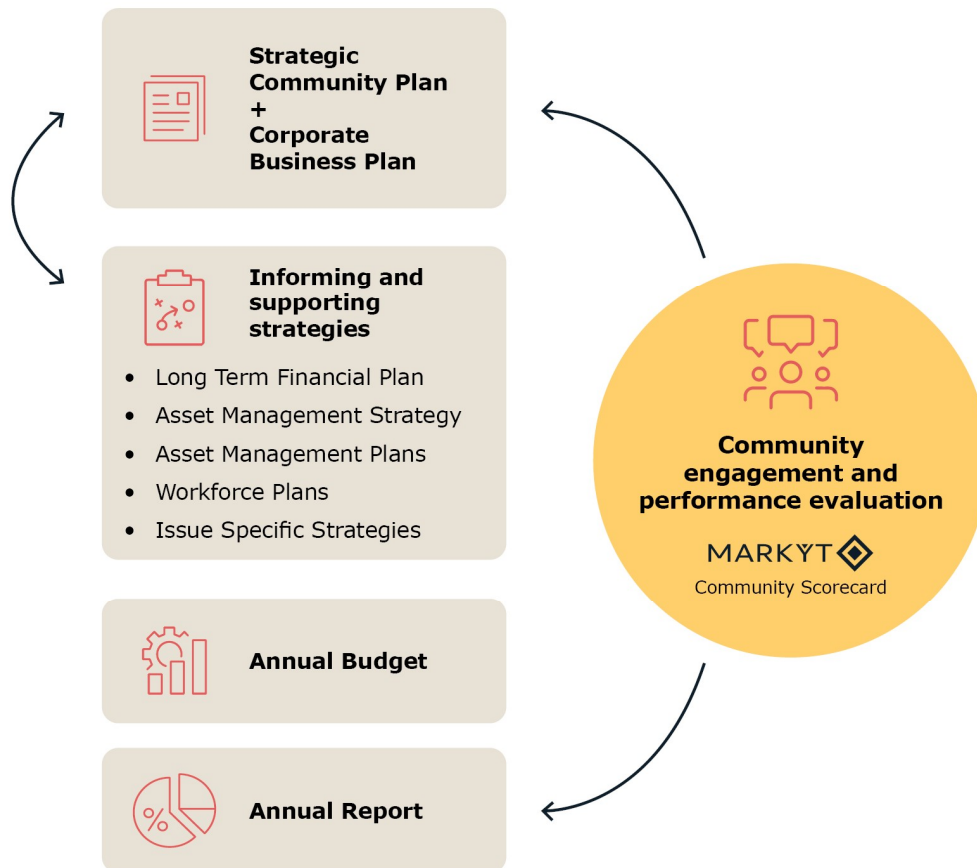 Strategic
Community Plan
+
Corporate
Business Plan
Informing and
supporting
strategies
• Long Term Financial Plan
• Asset Management Strategy
• Asset Management Plans
• Workforce Plans
• Issue Specific Strategies
Annual Budget
%
Annual Report
Community
engagement and
performance evaluation
MARKYT
Community Scorecard